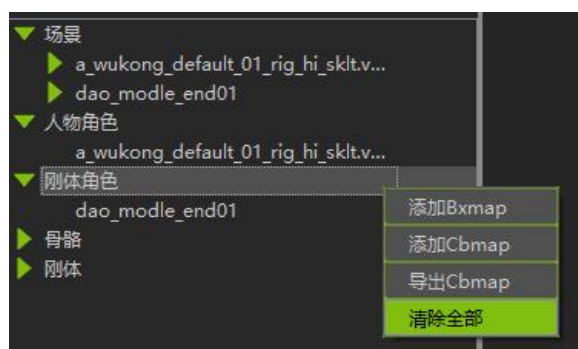 场景
a_wukong_default_01_rig_hi_sklt.v...
dao_modle_end01
人物角色
a_wukong_default_01_rig_hi_sklt.v...
刚体角色
dao_modle_end01
骨骼
刚体
添加Bxmap
添加Cbmap
导出Cbmap
清除全部